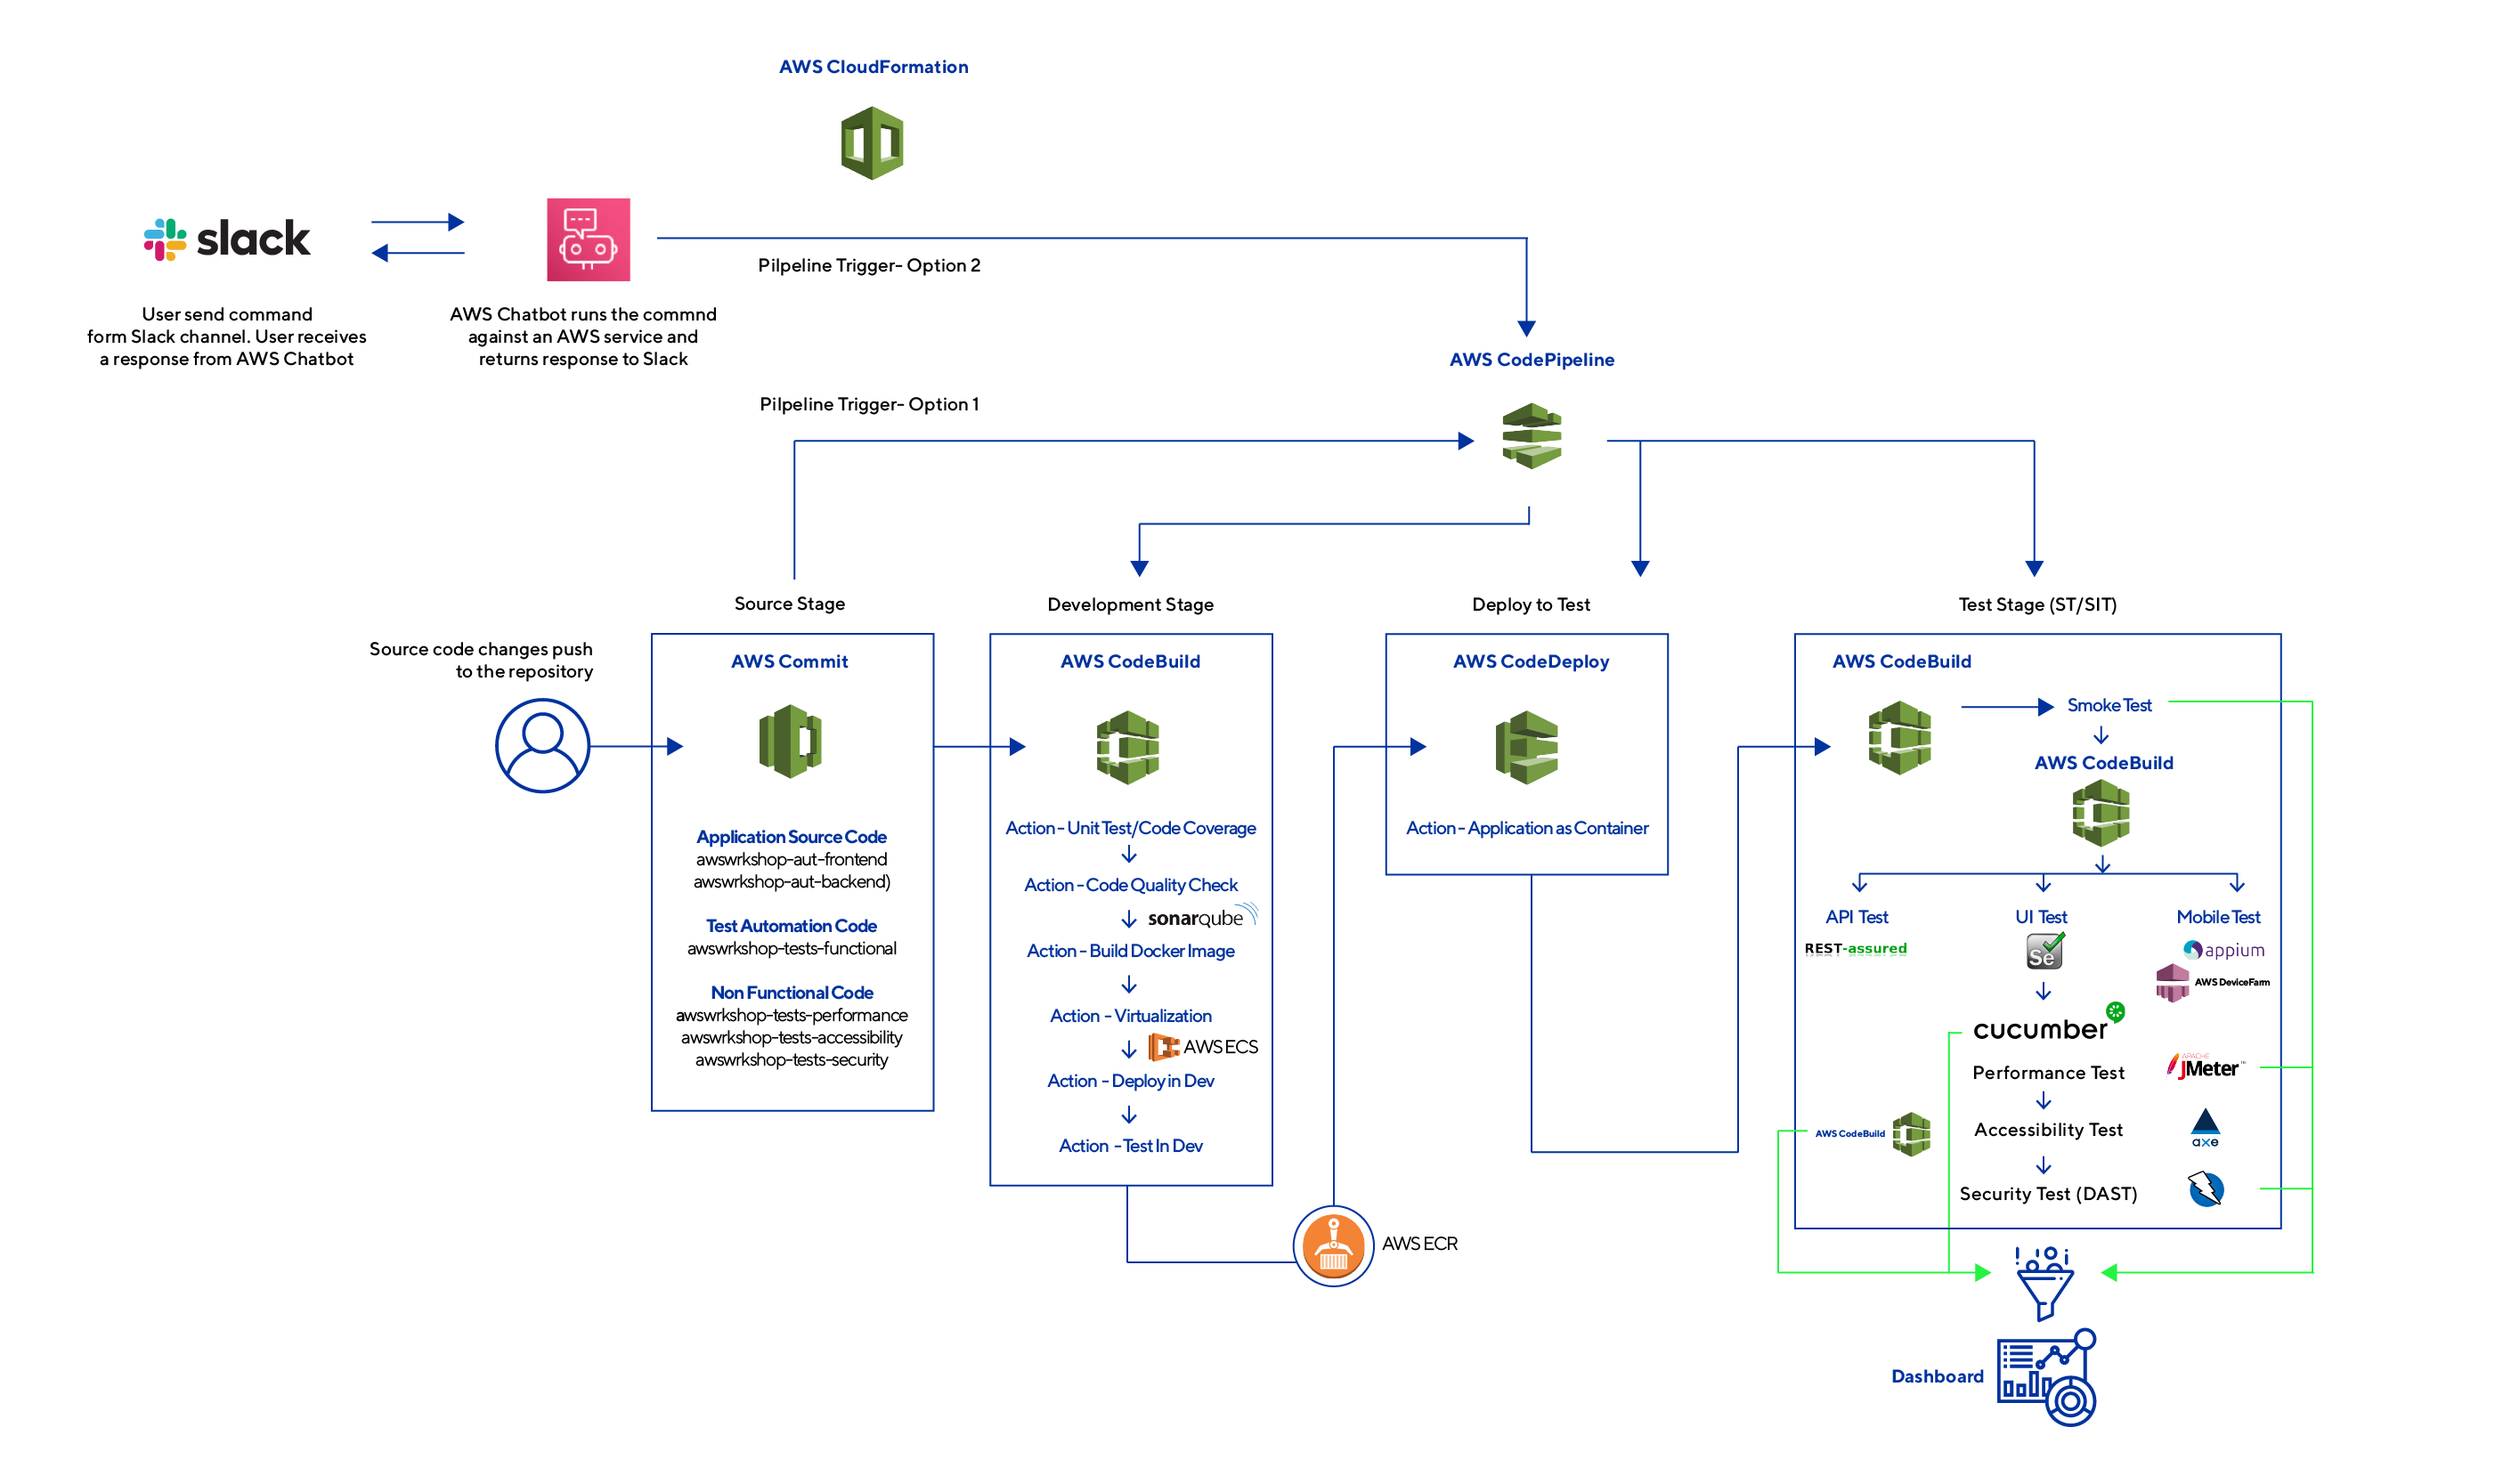 AWS CloudFormation
slack
User send command
form Slack channel. User receives
a response from AWS Chatbot
AWS Chatbot runs the commnd
against an AWS service and
returns response to Slack
Pilpeline Trigger- Option 2
AWS CodePipeline
Pilpeline Trigger- Option 1
Source Stage
Development Stage
Deploy to Test
Test Stage (ST/SIT)
Source code changes push
to the repository
AWS Commit
Application Source Code
awswrkshop-aut-frontend
awswrkshop-aut-backend)
Test Automation Code
awswrkshop-tests-functional
Non Functional Code
awswrkshop-tests-performance
awswrkshop-tests-accessibility
awswrkshop-tests-security
AWS CodeBuild
Action - Unit Test/Code Coverage
Action - Code Quality Check
sonarqube
Action - Build Docker Image
Action - Virtualization
AWS ECS
Action - Deploy in Dev
Action - Test In Dev
AWS ECR
AWS CodeDeploy
Action - Application as Container
AWS CodeBuild
Smoke Test
AWS CodeBuild
API Test
UI Test
Mobile Test
REST-assured
Se
appium
AWS DeviceFarm
cucumber
Performance Test
APACHE
JMeter™
AWS CodeBuild
Accessibility Test
axe
Security Test (DAST)
Dashboard